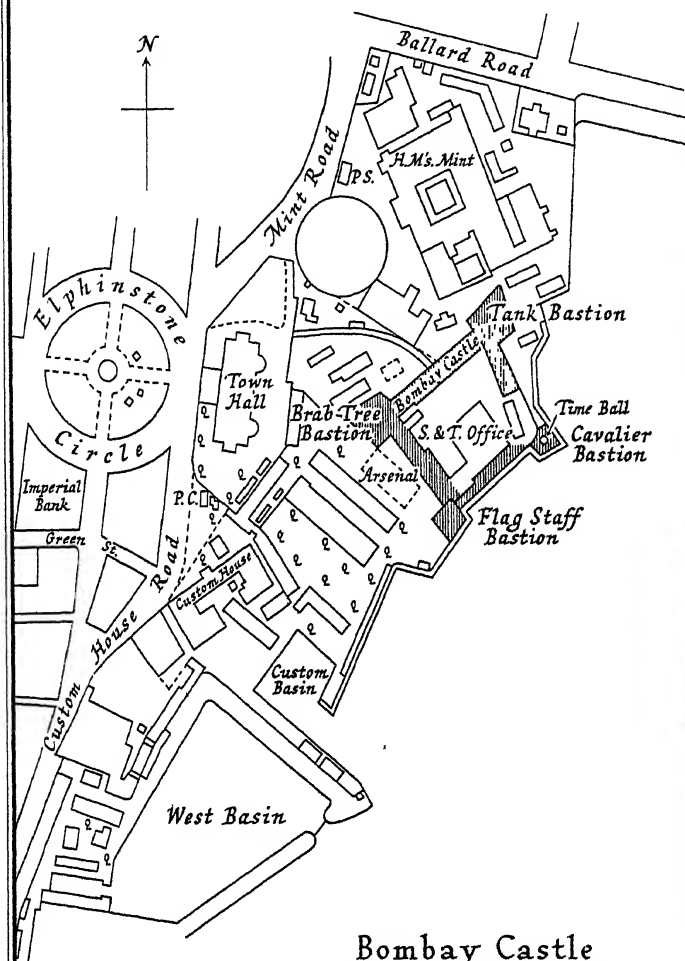 N
Ballard Road
Mint Road
H.M's. Mint
P.S.
Elphinstone
Circle
Tank Bastion
Bombay Castle
Town
Hall
Brab-Tree
Bastion
S. & T. Office
Time Ball
Cavalier
Bastion
Arsenal
Imperial
Bank
P.C.
Flag Staff
Bastion
Green St.
Custom House
Custom House Road
Custom
Basin
West Basin
Bombay Castle